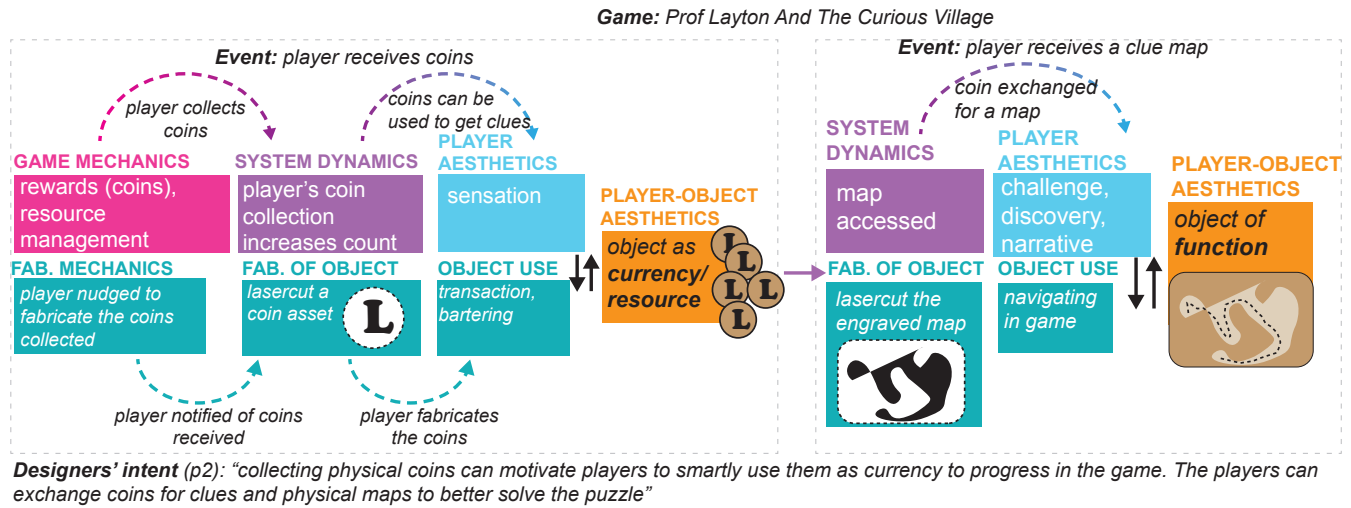 Game: Prof Layton And The Curious Village
Event: player receives coins
player collects
coins
coins can be
used to get clues
GAME MECHANICS
rewards (coins),
resource
management
SYSTEM DYNAMICS
player's coin
collection
increases count
PLAYER
AESTHETICS
sensation
PLAYER-OBJECT
AESTHETICS
object as
currency/
resource
L
L
L
L
L
FAB. MECHANICS
player nudged to
fabricate the coins
collected
FAB. OF OBJECT
lasercut a
coin asset
L
OBJECT USE
transaction,
bartering
player notified of coins
received
player fabricates
the coins
Event: player receives a clue map
coin exchanged
for a map
SYSTEM
DYNAMICS
map
accessed
PLAYER
AESTHETICS
challenge,
discovery,
narrative
PLAYER-OBJECT
AESTHETICS
object of
function
FAB. OF OBJECT
lasercut the
engraved map
OBJECT USE
navigating
in game
Designers' intent (p2): "collecting physical coins can motivate players to smartly use them as currency to progress in the game. The players can
exchange coins for clues and physical maps to better solve the puzzle"